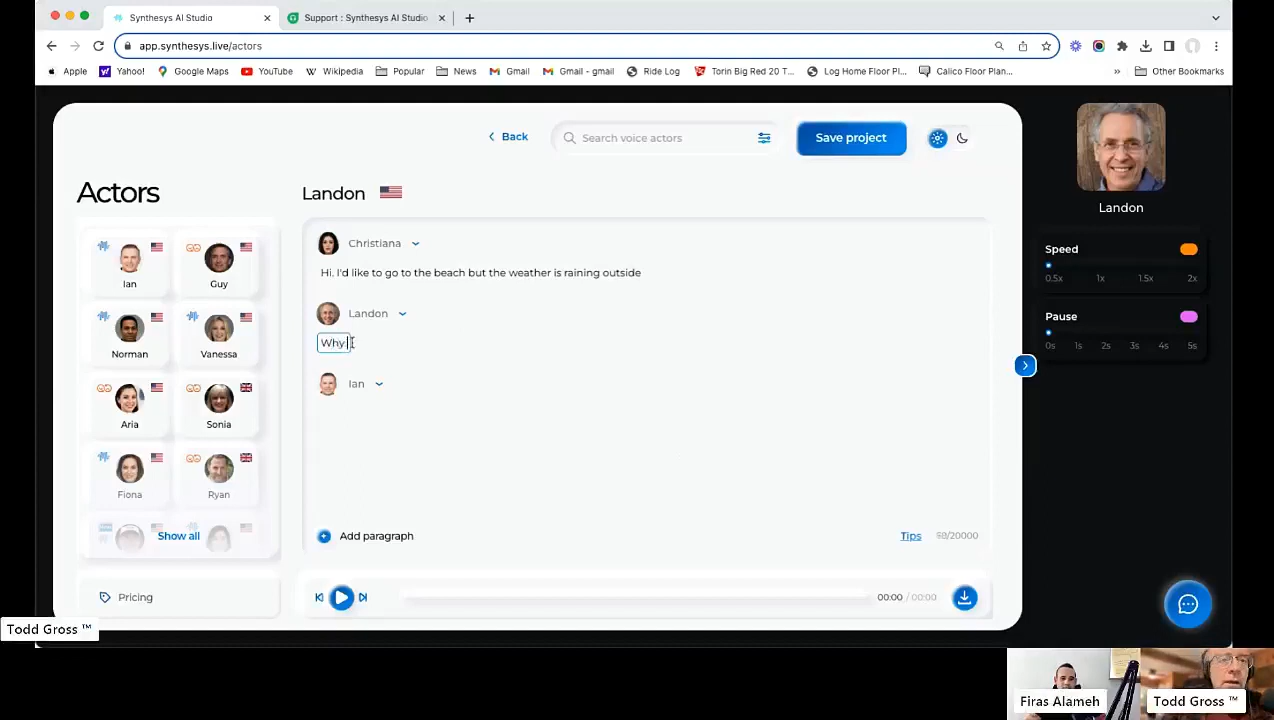 Synthesys AI Studio
Support : Synthesys AI Studio
app.synthesys.live/actors
Apple Yahoo! Google Maps YouTube Wikipedia Popular News Gmail Gmail - gmail Ride Log Torin Big Red 20 T... Log Home Floor Pl... Calico Floor Plan... » Other Bookmarks
Back
Search voice actors
Save project
Actors
Ian Guy
Norman Vanessa
Aria Sonia
Fiona Ryan
Show all
Pricing
Landon
Christiana
Hi. I'd like to go to the beach but the weather is raining outside
Landon
Why.
Ian
Add paragraph
Tips
/20000
00:00 / 00:00
Landon
Speed
0.5x 1x 1.5x 2x
Pause
0s 1s 2s 3s 4s 5s
Todd Gross ™
Firas Alameh
Todd Gross ™